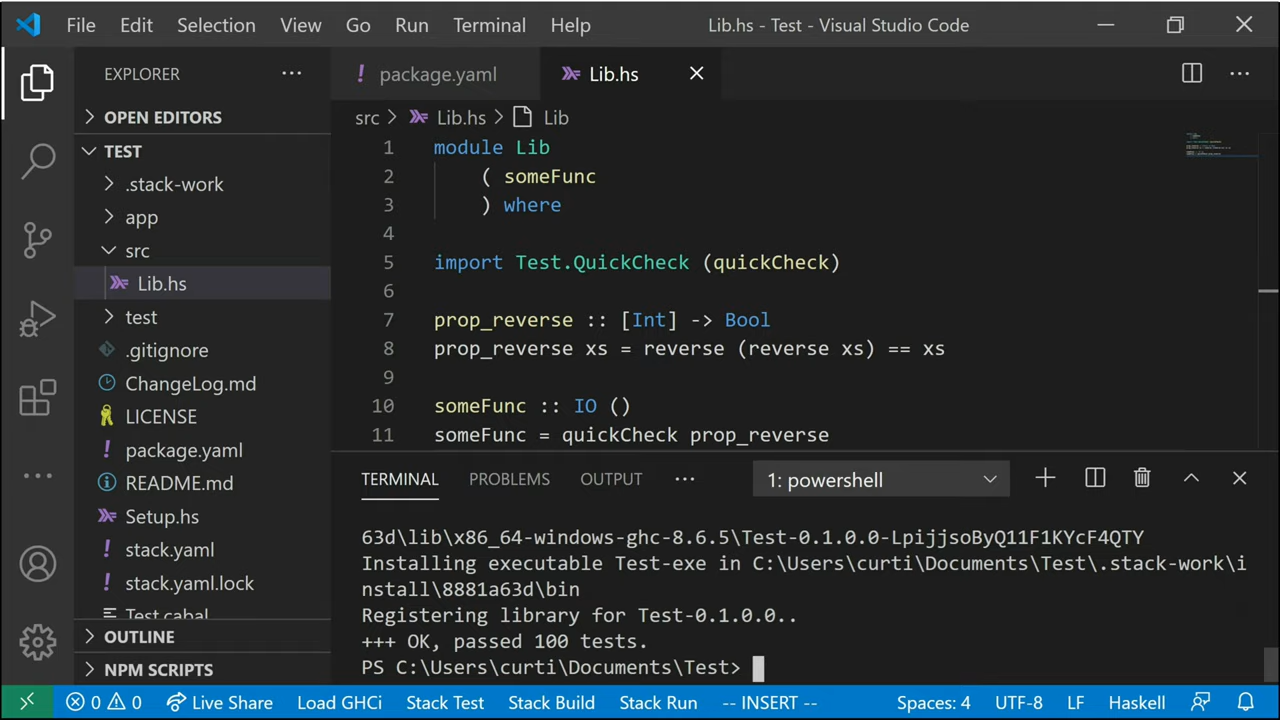 File Edit Selection View Go Run Terminal Help Lib.hs - Test - Visual Studio Code
EXPLORER ...
OPEN EDITORS
TEST
.stack-work
app
src
Lib.hs
test
.gitignore
ChangeLog.md
LICENSE
package.yaml
README.md
Setup.hs
stack.yaml
stack.yaml.lock
Test.cabal
OUTLINE
NPM SCRIPTS
package.yaml Lib.hs
src > Lib.hs > Lib
1 module Lib
2 ( someFunc
3 ) where
4
5 import Test.QuickCheck (quickCheck)
6
7 prop_reverse :: [Int] -> Bool
8 prop_reverse xs = reverse (reverse xs) == xs
9
10 someFunc :: IO ()
11 someFunc = quickCheck prop_reverse
TERMINAL PROBLEMS OUTPUT ... 1: powershell
63d\lib\x86_64-windows-ghc-8.6.5\Test-0.1.0.0-LpijjsoByQ11F1KYcF4QTY
Installing executable Test-exe in C:\Users\curti\Documents\Test\.stack-work\i
nstall\8881a63d\bin
Registering library for Test-0.1.0.0..
+++ OK, passed 100 tests.
PS C:\Users\curti\Documents\Test>
0 0 Live Share Load GHCi Stack Test Stack Build Stack Run -- INSERT -- Spaces: 4 UTF-8 LF Haskell